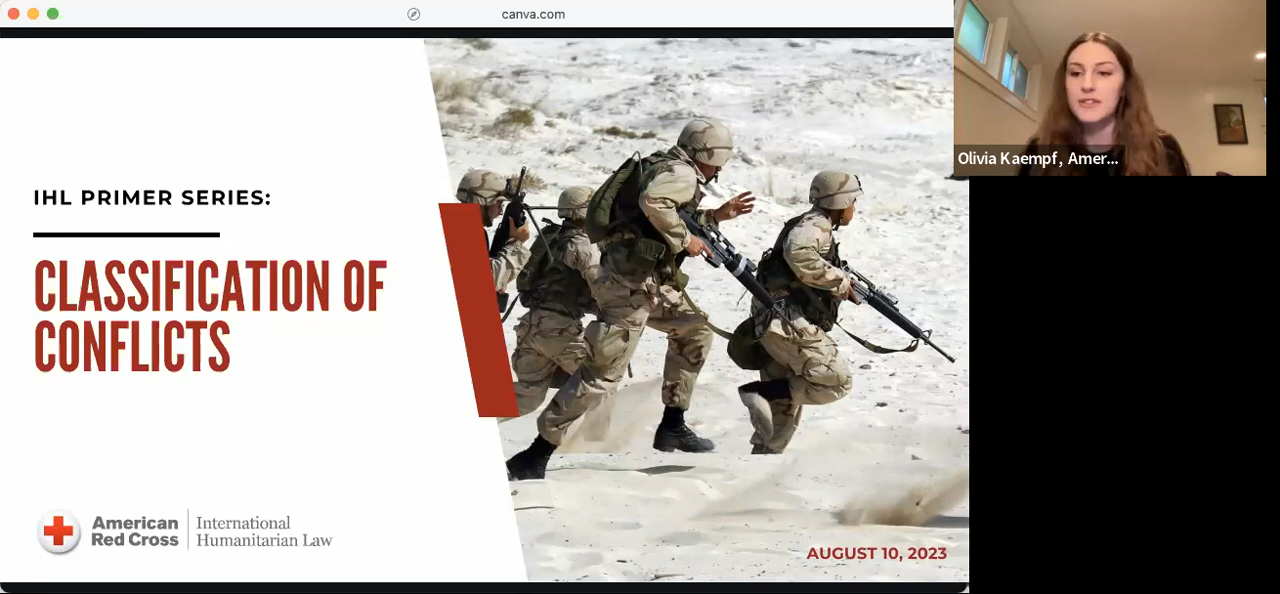 canva.com
IHL PRIMER SERIES:
CLASSIFICATION OF
CONFLICTS
American
Red Cross
International
Humanitarian Law
AUGUST 10, 2023
Olivia Kaempf, Amer...